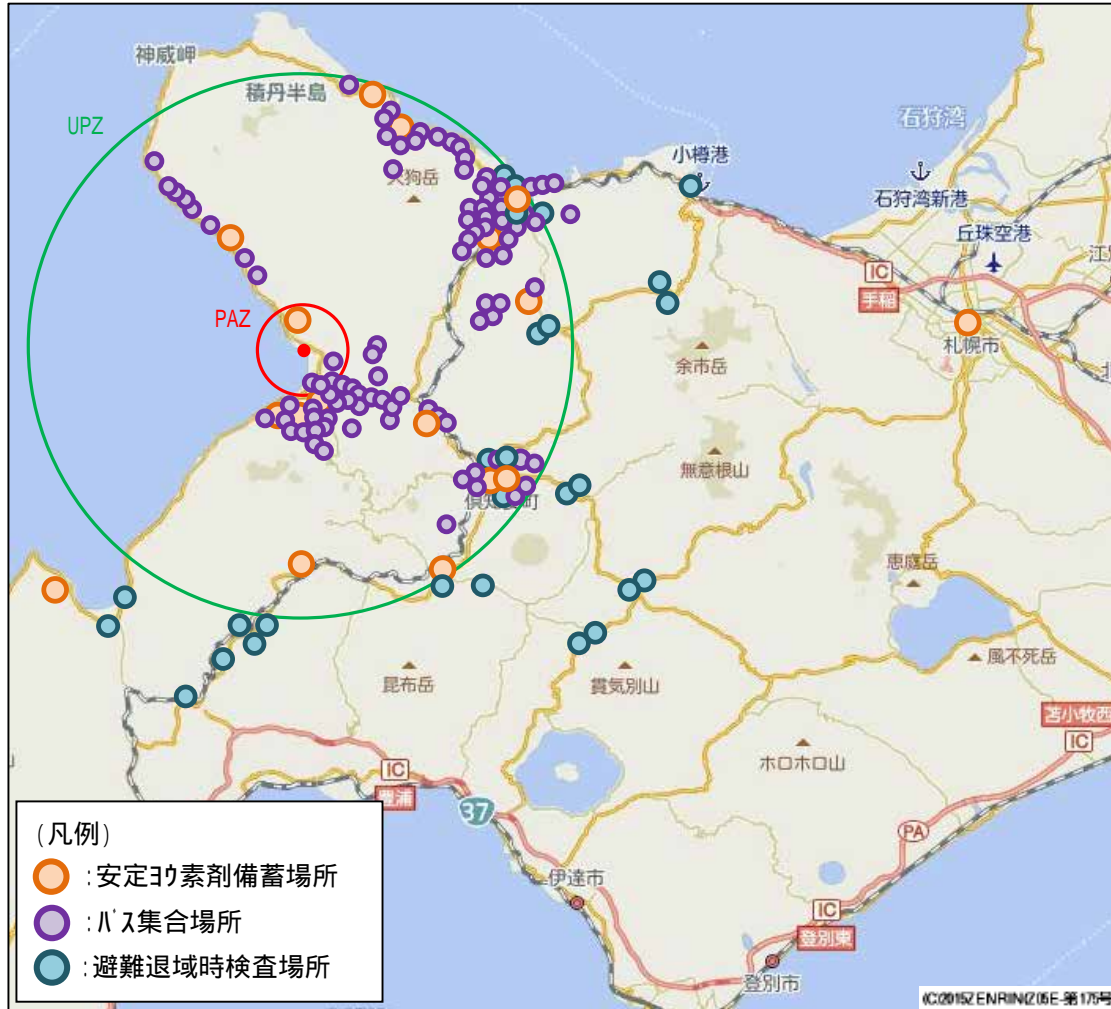 神威岬
積丹半島
UPZ
石狩湾
小樽港
石狩湾新港
丘珠空港
IC
手稲
札幌市
PAZ
余市岳
無意根山
恵庭岳
風不死岳
昆布岳
貫気別山
苫小牧西
IC
ホロホロ山
IC
豊浦
37
PA
伊達市
IC
登別東
登別市
(凡例)
:安定ヨウ素剤備蓄場所
:バス集合場所
:避難退域時検査場所